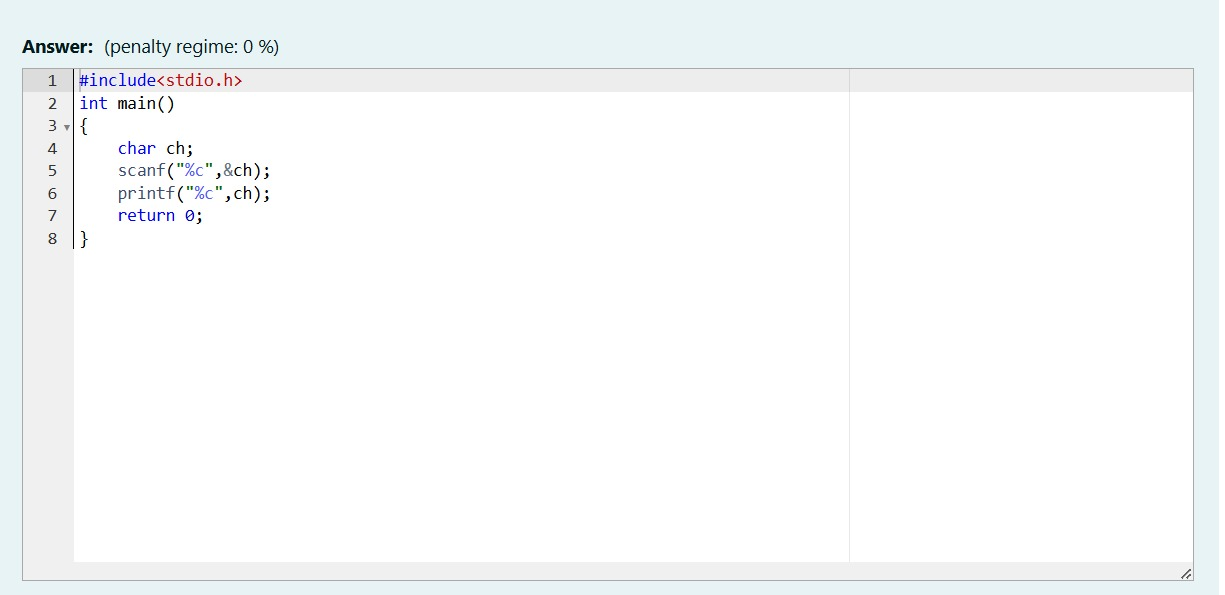 Answer: (penalty regime: 0 %)
1 #include<stdio.h>
2 int main()
3 {
4     char ch;
5     scanf("%c",&ch);
6     printf("%c",ch);
7     return 0;
8 }